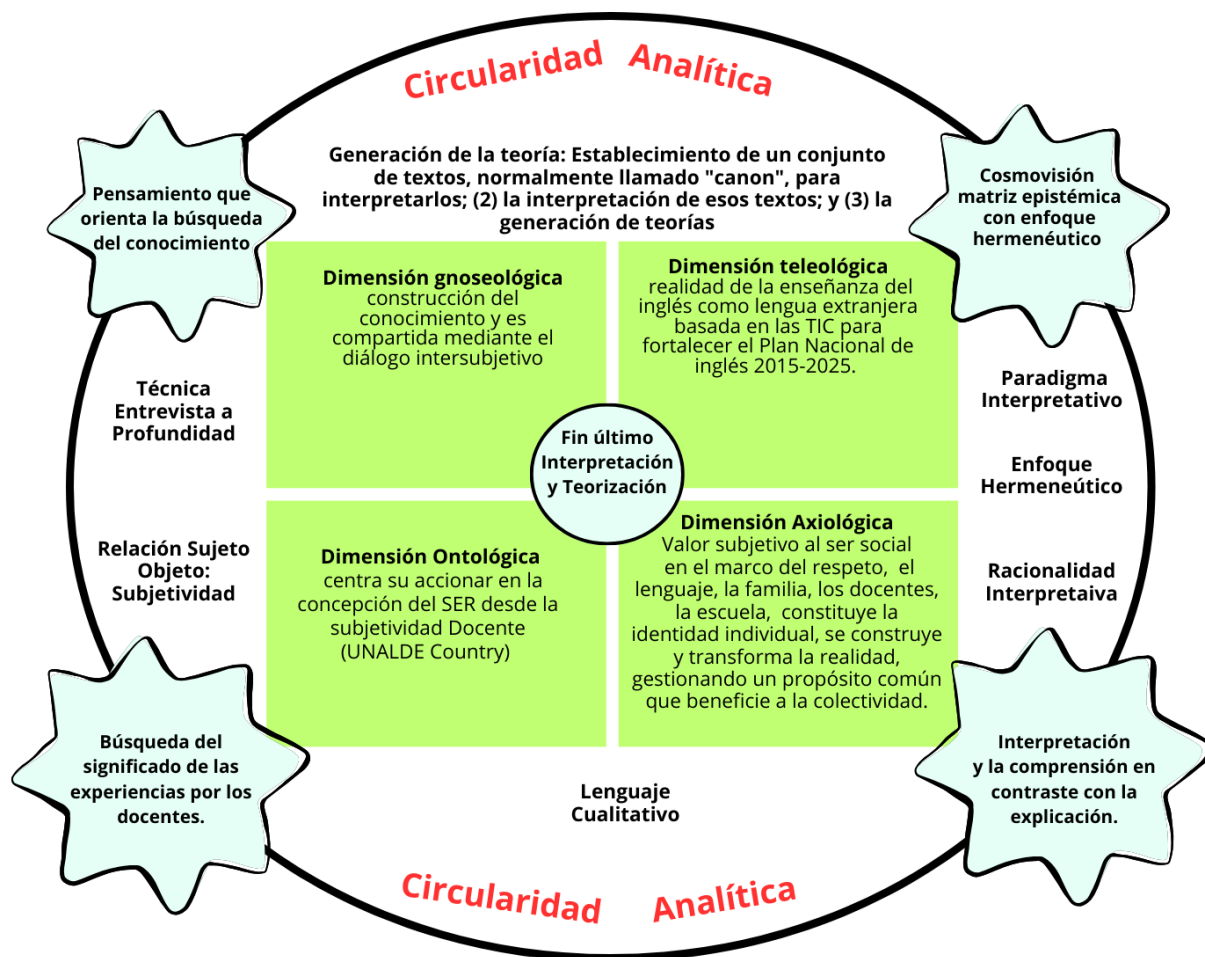 Circularidad Analítica
Generación de la teoría: Establecimiento de un conjunto
de textos, normalmente llamado "canon", para
interpretarlos; (2) la interpretación de esos textos; y (3) la
generación de teorías
Pensamiento que
orienta la búsqueda
del conocimiento
Cosmovisión
matriz epistémica
con enfoque
hermenéutico
Dimensión gnoseológica
construcción del
conocimiento y es
compartida mediante el
diálogo intersubjetivo
Dimensión teleológica
realidad de la enseñanza del
inglés como lengua extranjera
basada en las TIC para
fortalecer el Plan Nacional de
inglés 2015-2025.
Técnica
Entrevista a
Profundidad
Paradigma
Interpretativo
Fin último
Interpretación
y Teorización
Enfoque
Hermeneútico
Relación Sujeto
Objeto:
Subjetividad
Dimensión Ontológica
centra su accionar en la
concepción del SER desde la
subjetividad Docente
(UNALDE Country)
Dimensión Axiológica
Valor subjetivo al ser social
en el marco del respeto, el
lenguaje, la familia, los docentes,
la escuela, constituye la
identidad individual, se construye
y transforma la realidad,
gestionando un propósito común
que beneficie a la colectividad.
Racionalidad
Interpretaiva
Búsqueda del
significado de las
experiencias por los
docentes.
Interpretación
y la comprensión en
contraste con la
explicación.
Lenguaje
Cualitativo
Circularidad Analítica